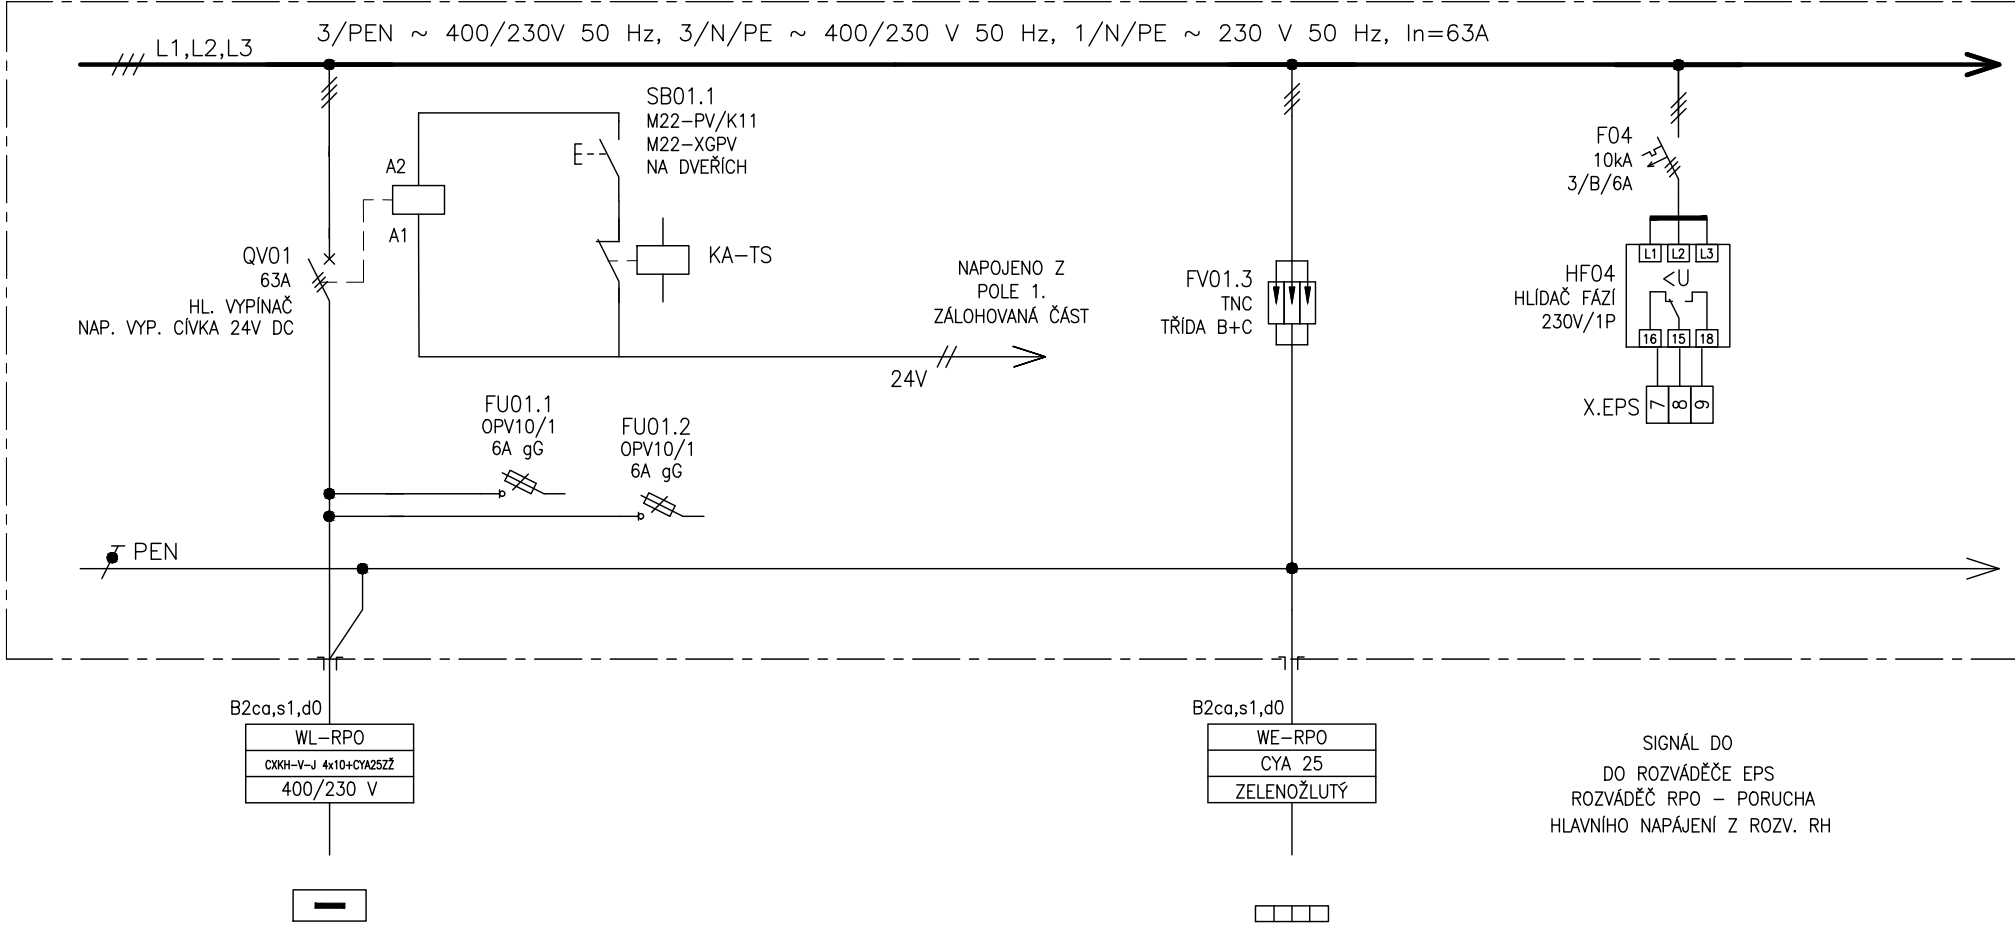 3/PEN ~ 400/230V 50 Hz, 3/N/PE ~ 400/230 V 50 Hz, 1/N/PE ~ 230 V 50 Hz, In=63A
L1,L2,L3
SB01.1
M22-PV/K11
M22-XGPV
NA DVEŘÍCH
A2
A1
KA-TS
QV01
63A
HL. VYPÍNAČ
NAP. VYP. CÍVKA 24V DC
NAPOJENO Z
POLE 1.
ZÁLOHOVANÁ ČÁST
24V
FV01.3
TNC
TŘÍDA B+C
F04
10kA
3/B/6A
L1 L2 L3
<U
HF04
HLÍDAČ FÁZÍ
230V/1P
16 15 18
X.EPS 7 8 9
FU01.1
OPV10/1
6A gG
FU01.2
OPV10/1
6A gG
PEN
B2ca,s1,d0
WL-RPO
CXKH-V-J 4x10+CYA25ZŽ
400/230 V
B2ca,s1,d0
WE-RPO
CYA 25
ZELENOŽLUTÝ
SIGNÁL DO
DO ROZVÁDĚČE EPS
ROZVÁDĚČ RPO - PORUCHA
HLAVNÍHO NAPÁJENÍ Z ROZV. RH